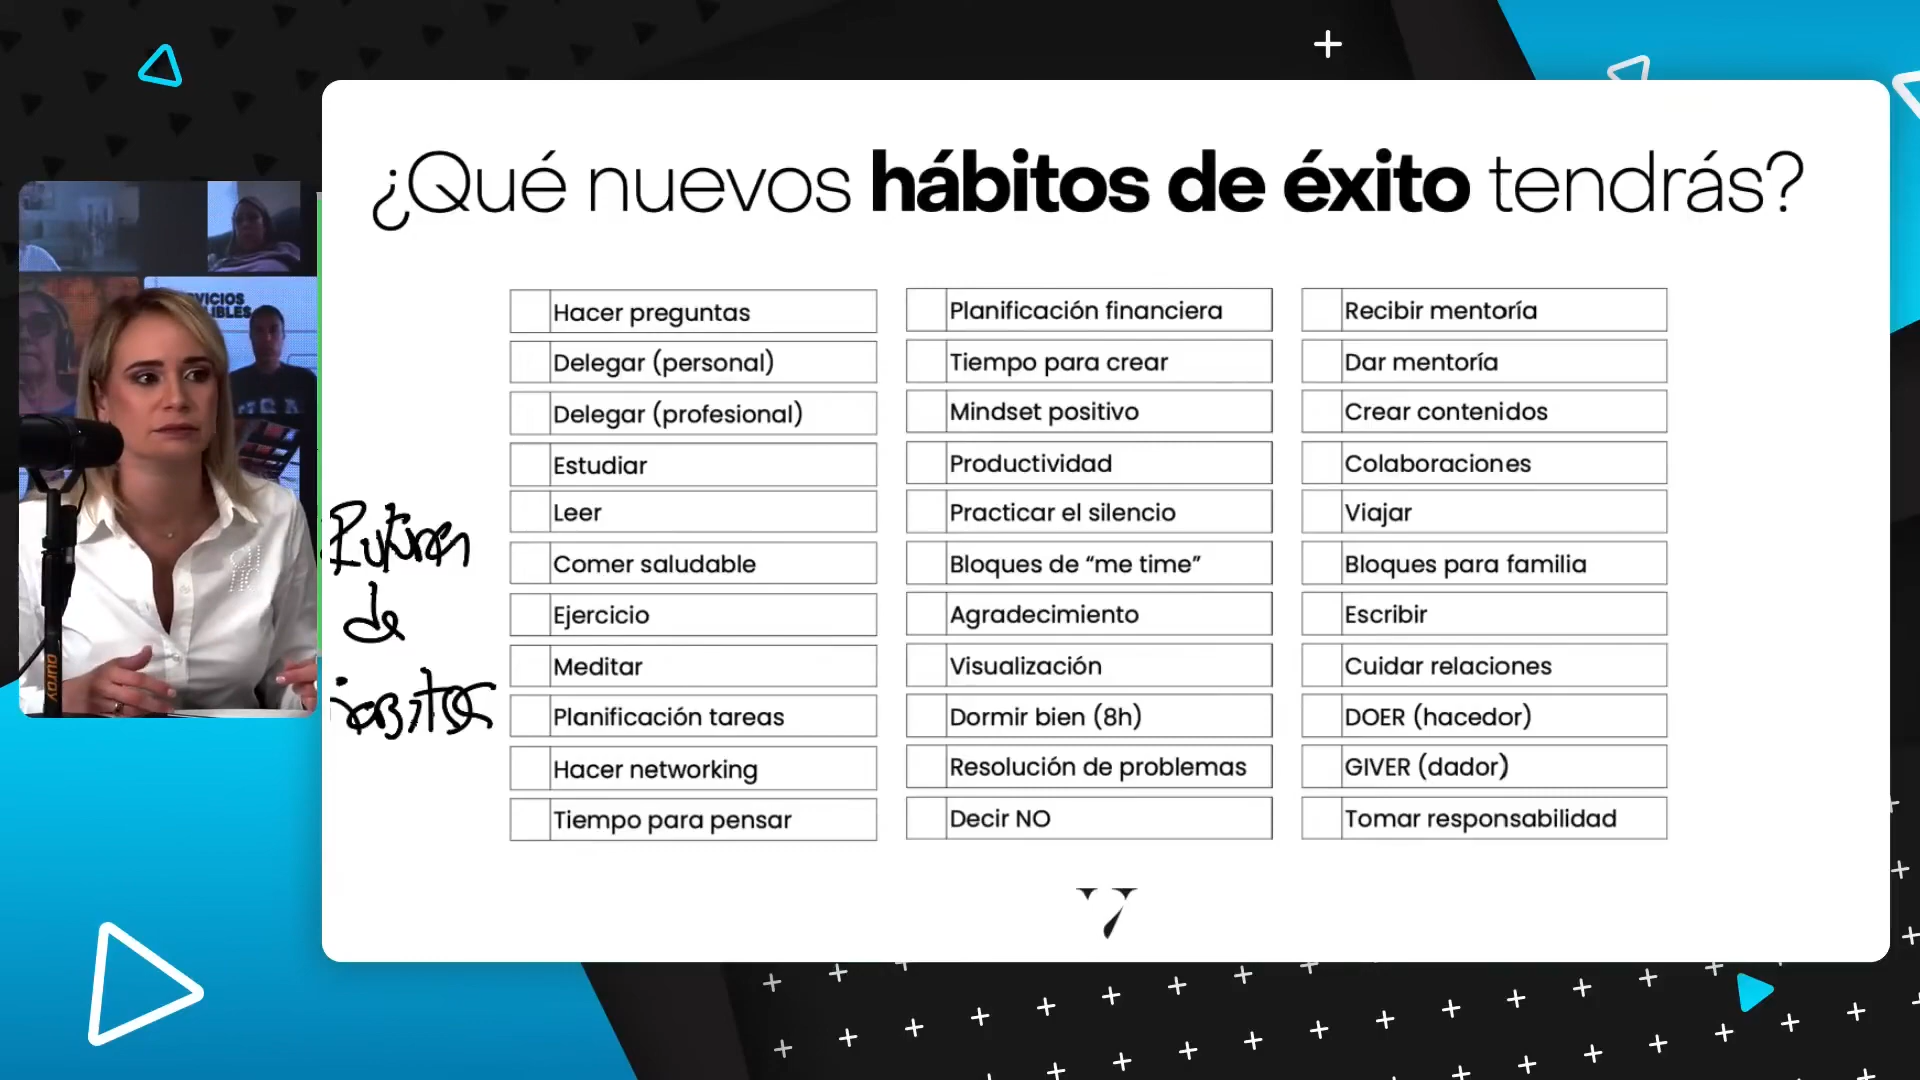 ¿Qué nuevos hábitos de éxito tendrás?
Hacer preguntas
Delegar (personal)
Delegar (profesional)
Estudiar
Leer
Comer saludable
Ejercicio
Meditar
Planificación tareas
Hacer networking
Tiempo para pensar
Planificación financiera
Tiempo para crear
Mindset positivo
Productividad
Practicar el silencio
Bloques de “me time”
Agradecimiento
Visualización
Dormir bien (8h)
Resolución de problemas
Decir NO
Recibir mentoría
Dar mentoría
Crear contenidos
Colaboraciones
Viajar
Bloques para familia
Escribir
Cuidar relaciones
DOER (hacedor)
GIVER (dador)
Tomar responsabilidad
de